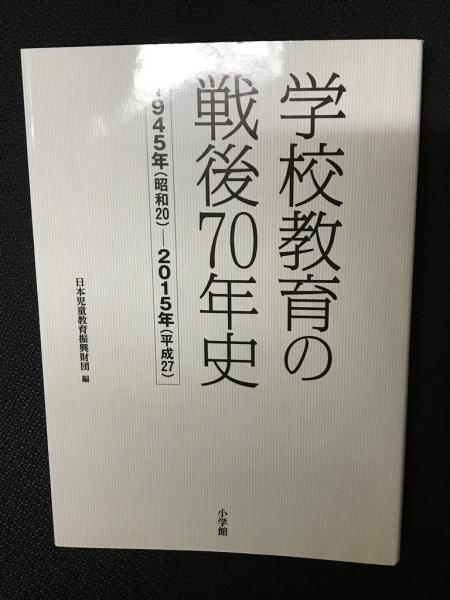 学校教育の
戦後70年史
1945年(昭和20)―2015年(平成27)
日本児童教育振興財団 編
小学館